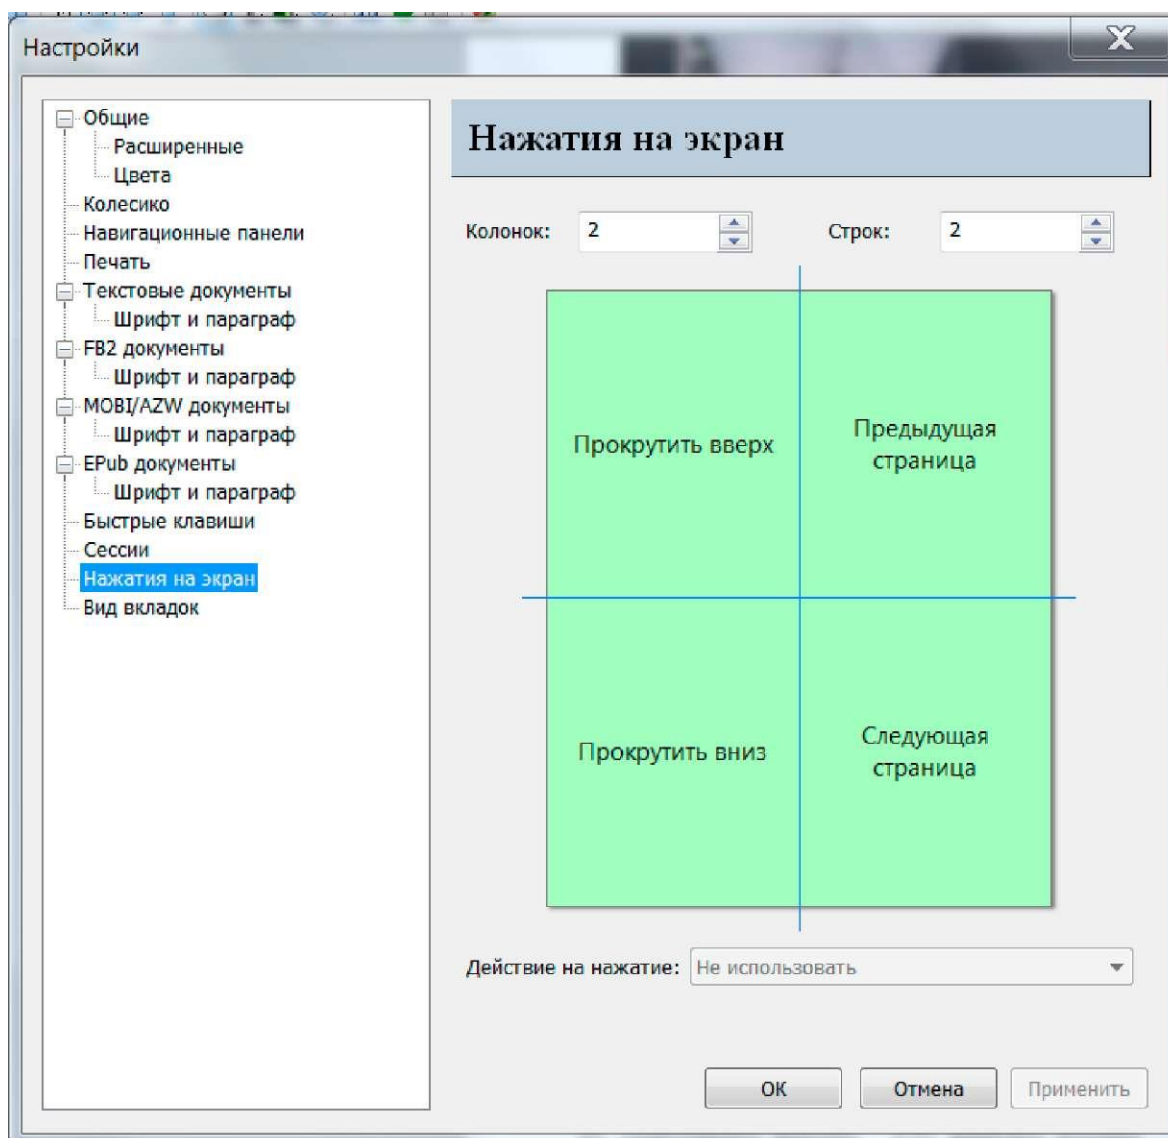 Настройки
Общие
Расширенные
Цвета
Колесико
Навигационные панели
Печать
Текстовые документы
Шрифт и параграф
FB2 документы
Шрифт и параграф
MOBI/AZW документы
Шрифт и параграф
EPub документы
Шрифт и параграф
Быстрые клавиши
Сессии
Нажатия на экран
Вид вкладок
Нажатия на экран
Колонок: 2 Строк: 2
Прокрутить вверх
Предыдущая
страница
Прокрутить вниз
Следующая
страница
Действие на нажатие: Не использовать
ОК Отмена Применить